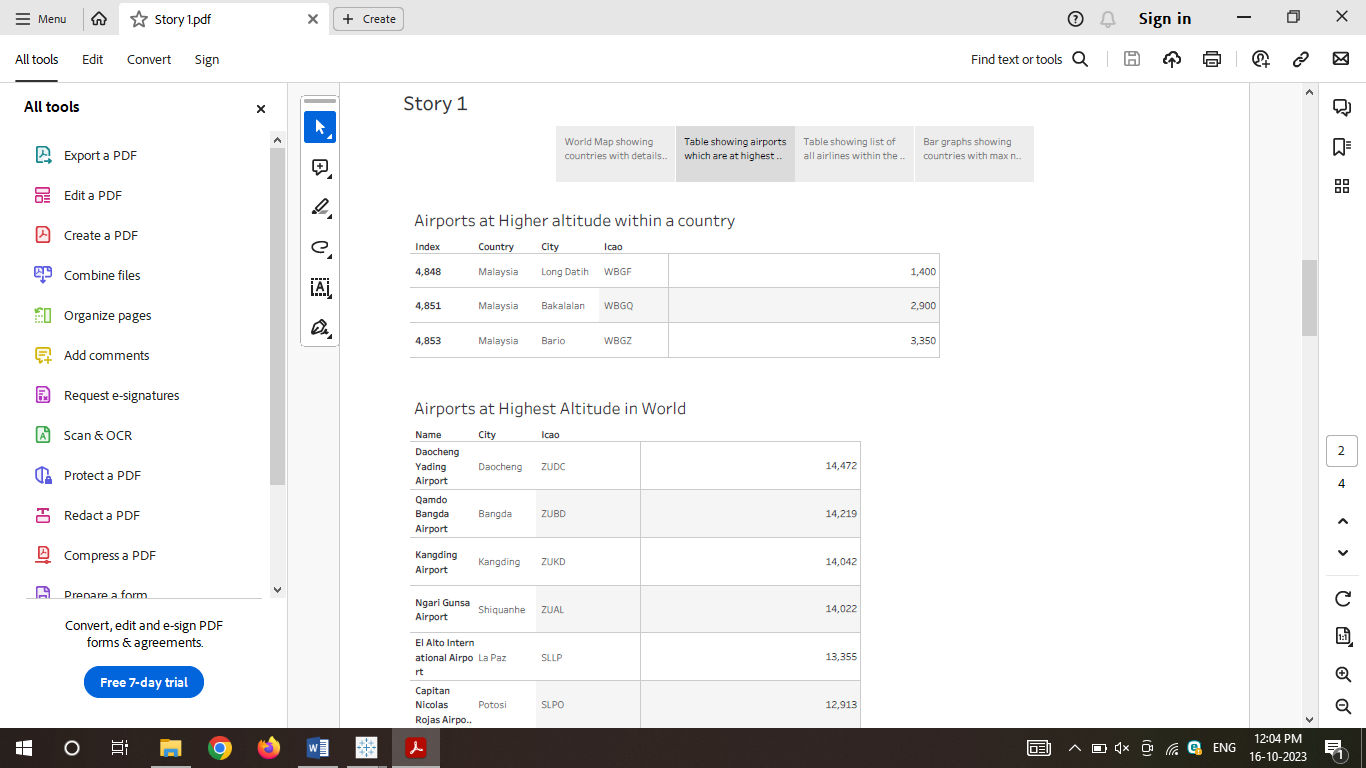 Menu
Story 1.pdf
Create
Sign in
All tools
Edit
Convert
Sign
Find text or tools
All tools
Export a PDF
Edit a PDF
Create a PDF
Combine files
Organize pages
Add comments
Request e-signatures
Scan & OCR
Protect a PDF
Redact a PDF
Compress a PDF
Prepare a form
Convert, edit and e-sign PDF
forms & agreements.
Free 7-day trial
Story 1
World Map showing
countries with details..
Table showing airports
which are at highest ..
Table showing list of
all airlines within the ..
Bar graphs showing
countries with max n..
Airports at Higher altitude within a country
Index Country City Icao
4,848 Malaysia Long Datih WBGF 1,400
4,851 Malaysia Bakalalan WBGQ 2,900
4,853 Malaysia Bario WBGZ 3,350
Airports at Highest Altitude in World
Name City Icao
Daocheng
Yading
Airport
Daocheng ZUDC 14,472
Qamdo
Bangda
Airport
Bangda ZUBD 14,219
Kangding
Airport
Kangding ZUKD 14,042
Ngari Gunsa
Airport
Shiquanhe ZUAL 14,022
El Alto Intern
ational Airpo
rt
La Paz SLLP 13,355
Capitan
Nicolas
Rojas Airpo..
Potosi SLPO 12,913
2
4
1:1
ENG
12:04 PM
16-10-2023
1